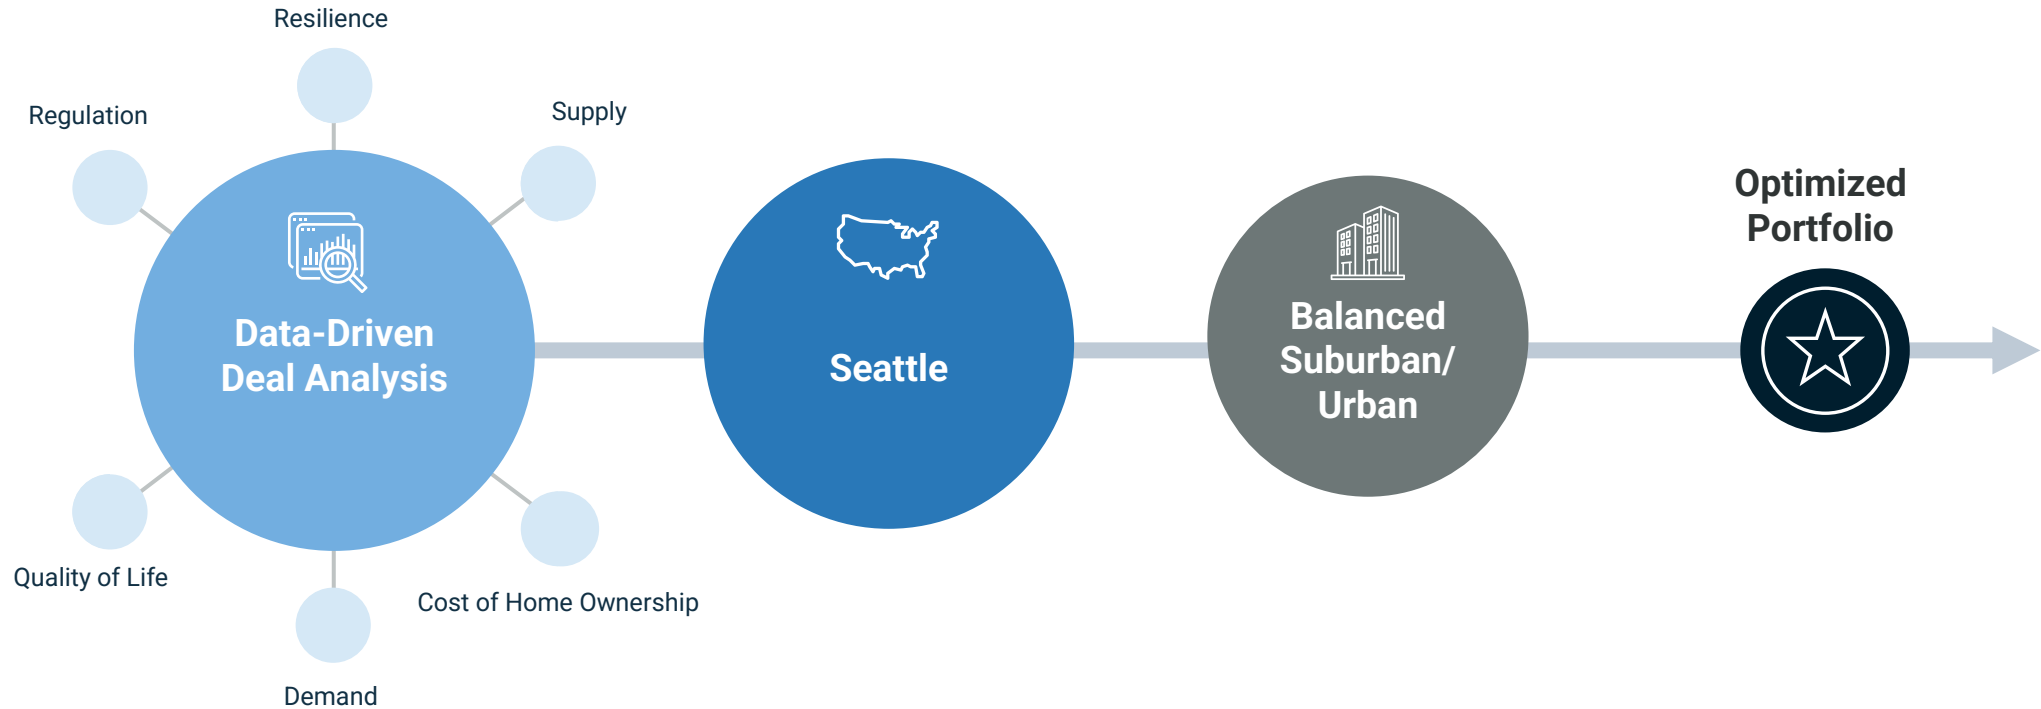 Resilience
Regulation
Supply
Data-Driven
Deal Analysis
Quality of Life
Cost of Home Ownership
Demand
Seattle
Balanced
Suburban/
Urban
Optimized
Portfolio